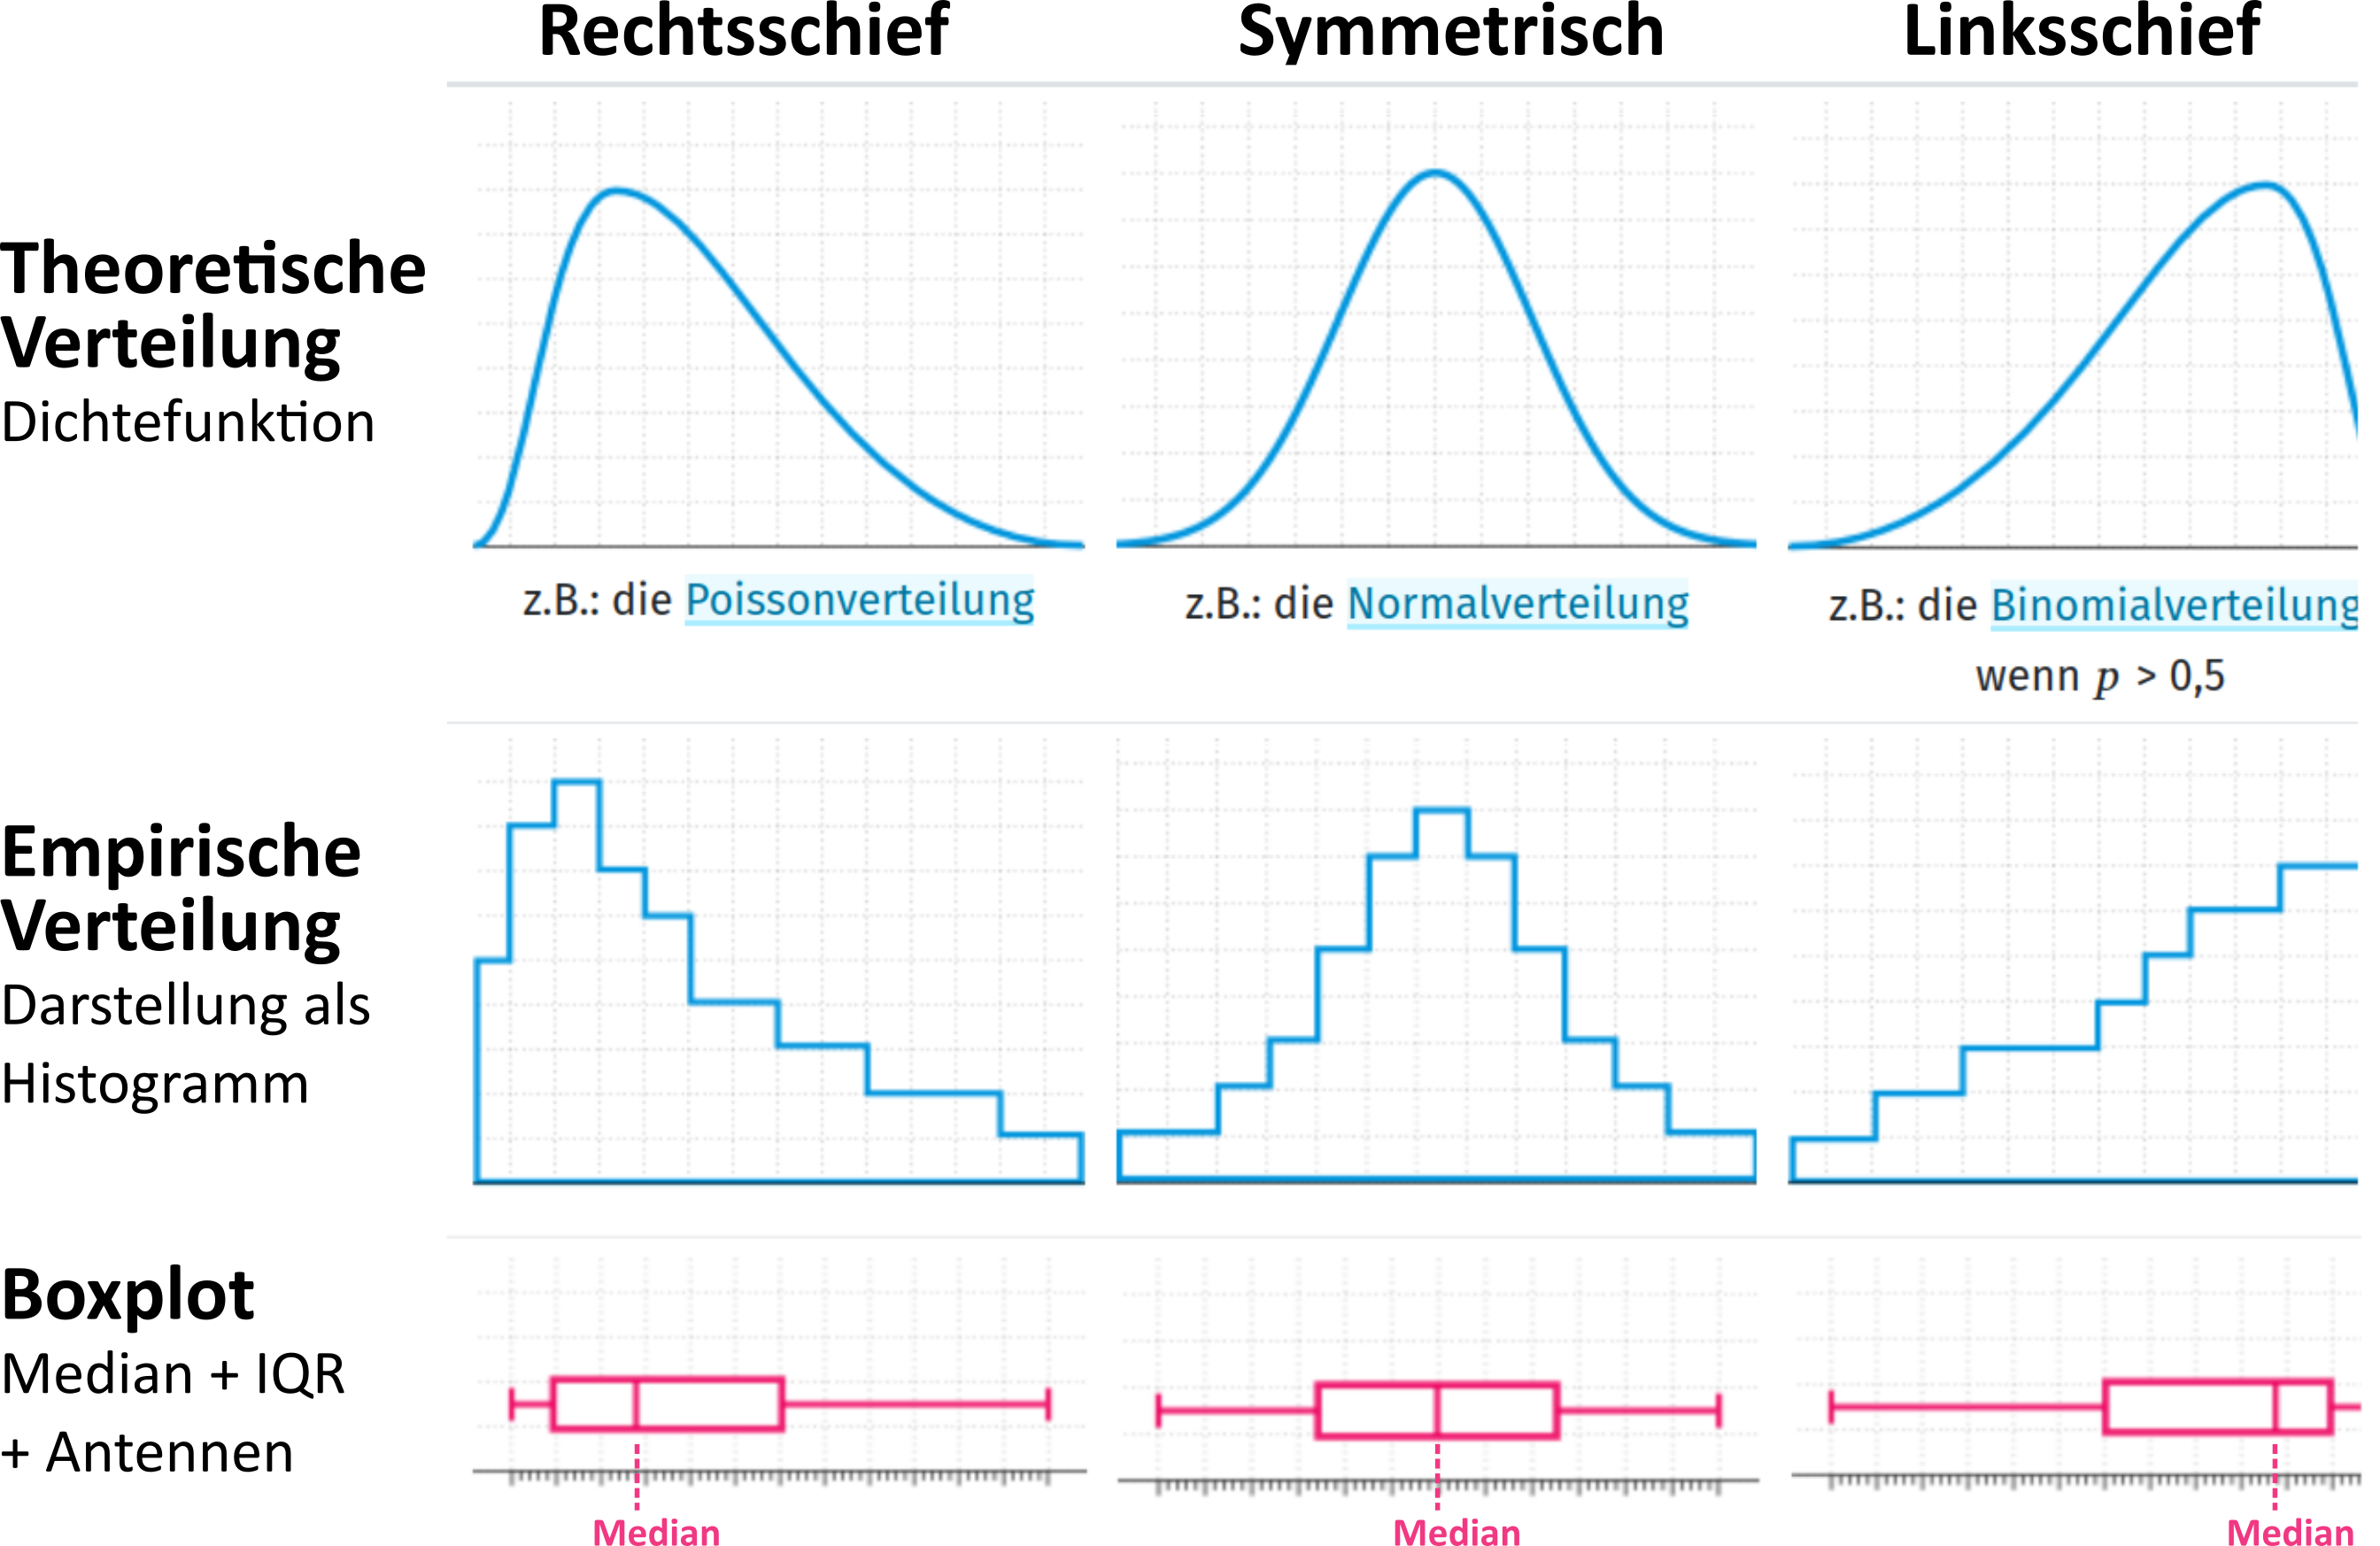 Rechtsschief Symmetrisch Linksschief
Theoretische
Verteilung
Dichtefunktion
z.B.: die Poissonverteilung
z.B.: die Normalverteilung
z.B.: die Binomialverteilung
wenn p > 0,5
Empirische
Verteilung
Darstellung als
Histogramm
Boxplot
Median + IQR
+ Antennen
Median Median Median